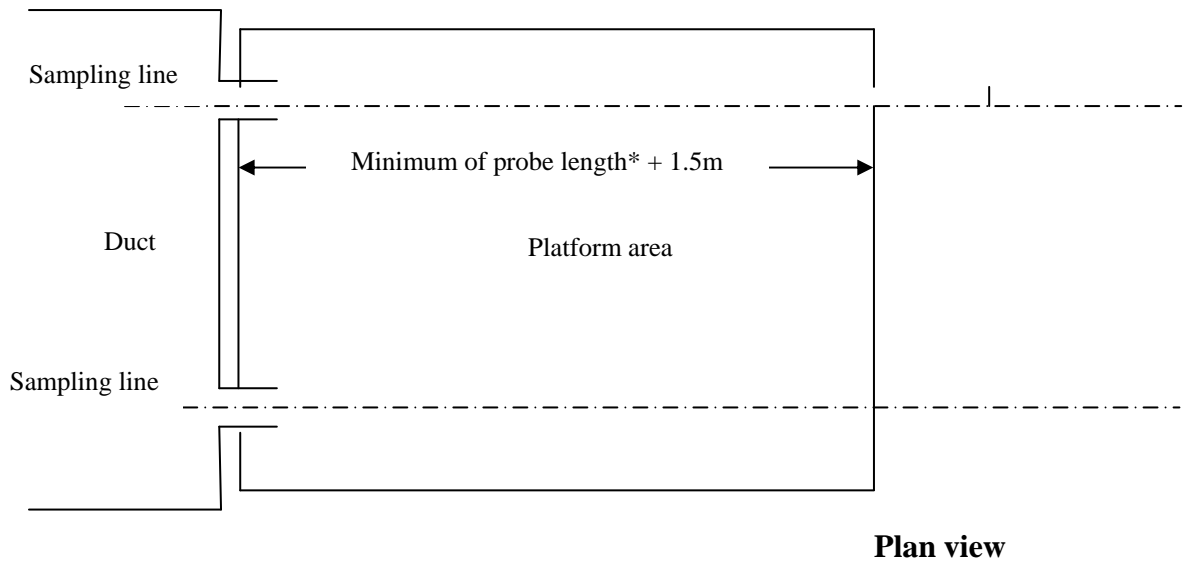 Sampling line
Minimum of probe length* + 1.5m
Duct
Platform area
Sampling line
Plan view